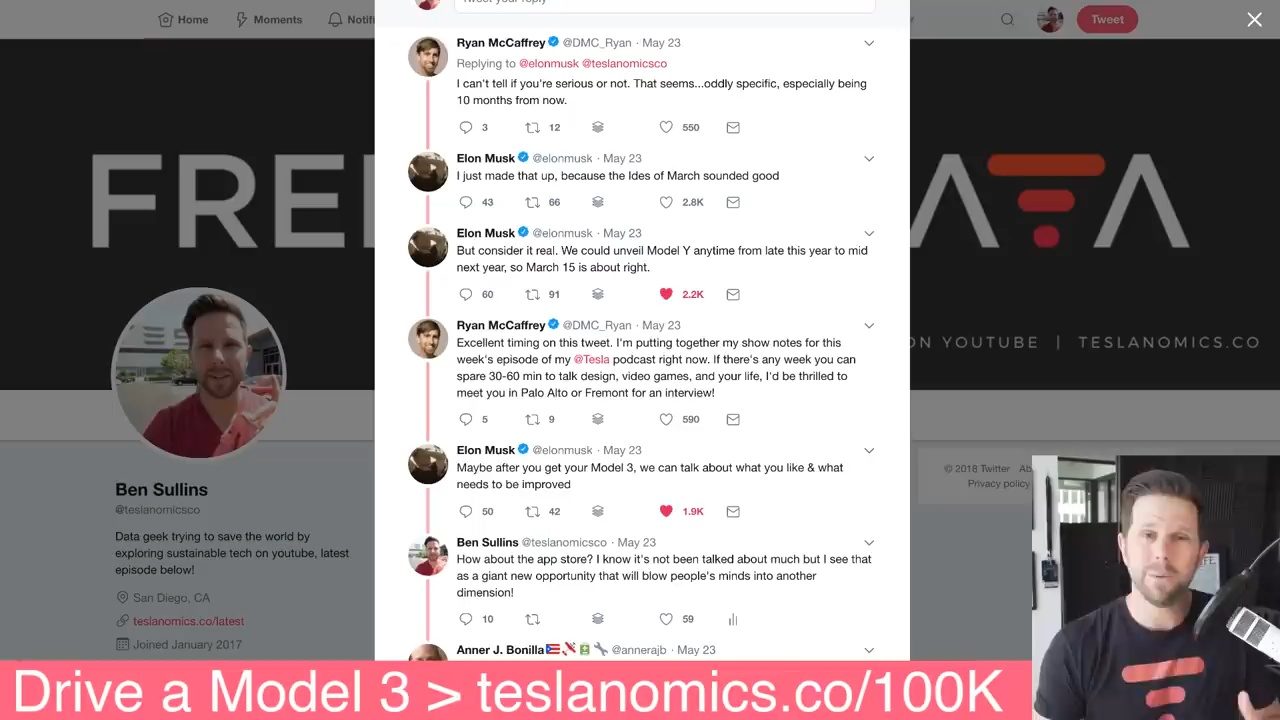 Home
Moments
Tweet your reply
Tweet
FREE
ATA
ON YOUTUBE | TESLANOMICS.CO
Ryan McCaffrey @DMC_Ryan · May 23
Replying to @elonmusk @teslanomicsco
I can't tell if you're serious or not. That seems...oddly specific, especially being
10 months from now.
3 12 550
Elon Musk @elonmusk · May 23
I just made that up, because the Ides of March sounded good
43 66 2.8K
Elon Musk @elonmusk · May 23
But consider it real. We could unveil Model Y anytime from late this year to mid
next year, so March 15 is about right.
60 91 2.2K
Ryan McCaffrey @DMC_Ryan · May 23
Excellent timing on this tweet. I'm putting together my show notes for this
week's episode of my @Tesla podcast right now. If there's any week you can
spare 30-60 min to talk design, video games, and your life, I'd be thrilled to
meet you in Palo Alto or Fremont for an interview!
5 9 590
Elon Musk @elonmusk · May 23
Maybe after you get your Model 3, we can talk about what you like & what
needs to be improved
50 42 1.9K
Ben Sullins @teslanomicsco · May 23
How about the app store? I know it's not been talked about much but I see that
as a giant new opportunity that will blow people's minds into another
dimension!
10 59
Anner J. Bonilla @annerajb · May 23
Ben Sullins
@teslanomicsco
Data geek trying to save the world by
exploring sustainable tech on youtube, latest
episode below!
San Diego, CA
teslanomics.co/latest
Joined January 2017
© 2018 Twitter
Privacy policy
Drive a Model 3 > teslanomics.co/100K